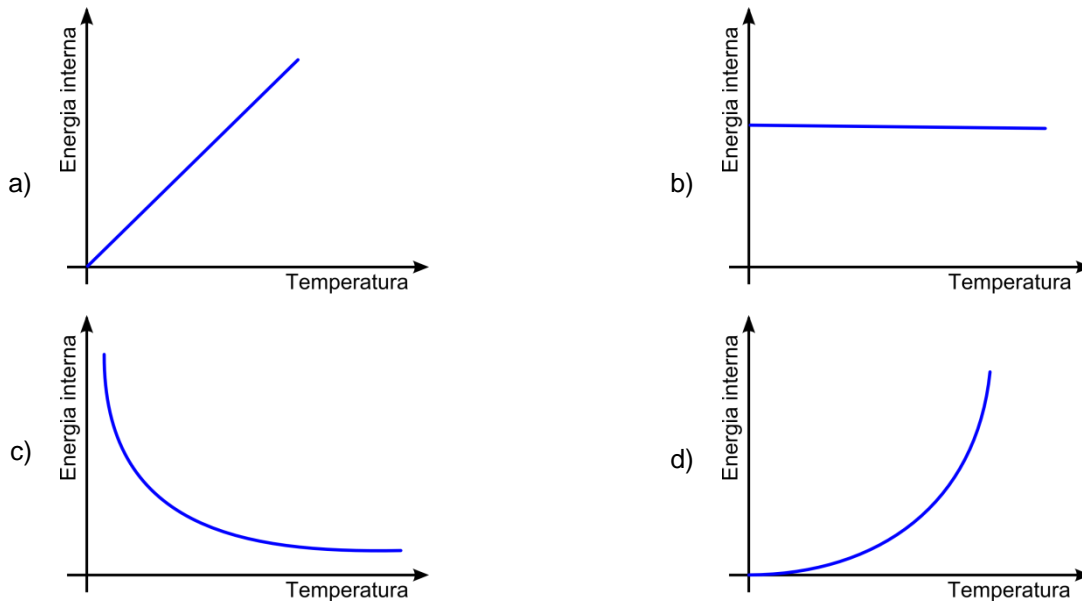 a)
Energia interna
Temperatura
b)
Energia interna
Temperatura
c)
Energia interna
Temperatura
d)
Energia interna
Temperatura